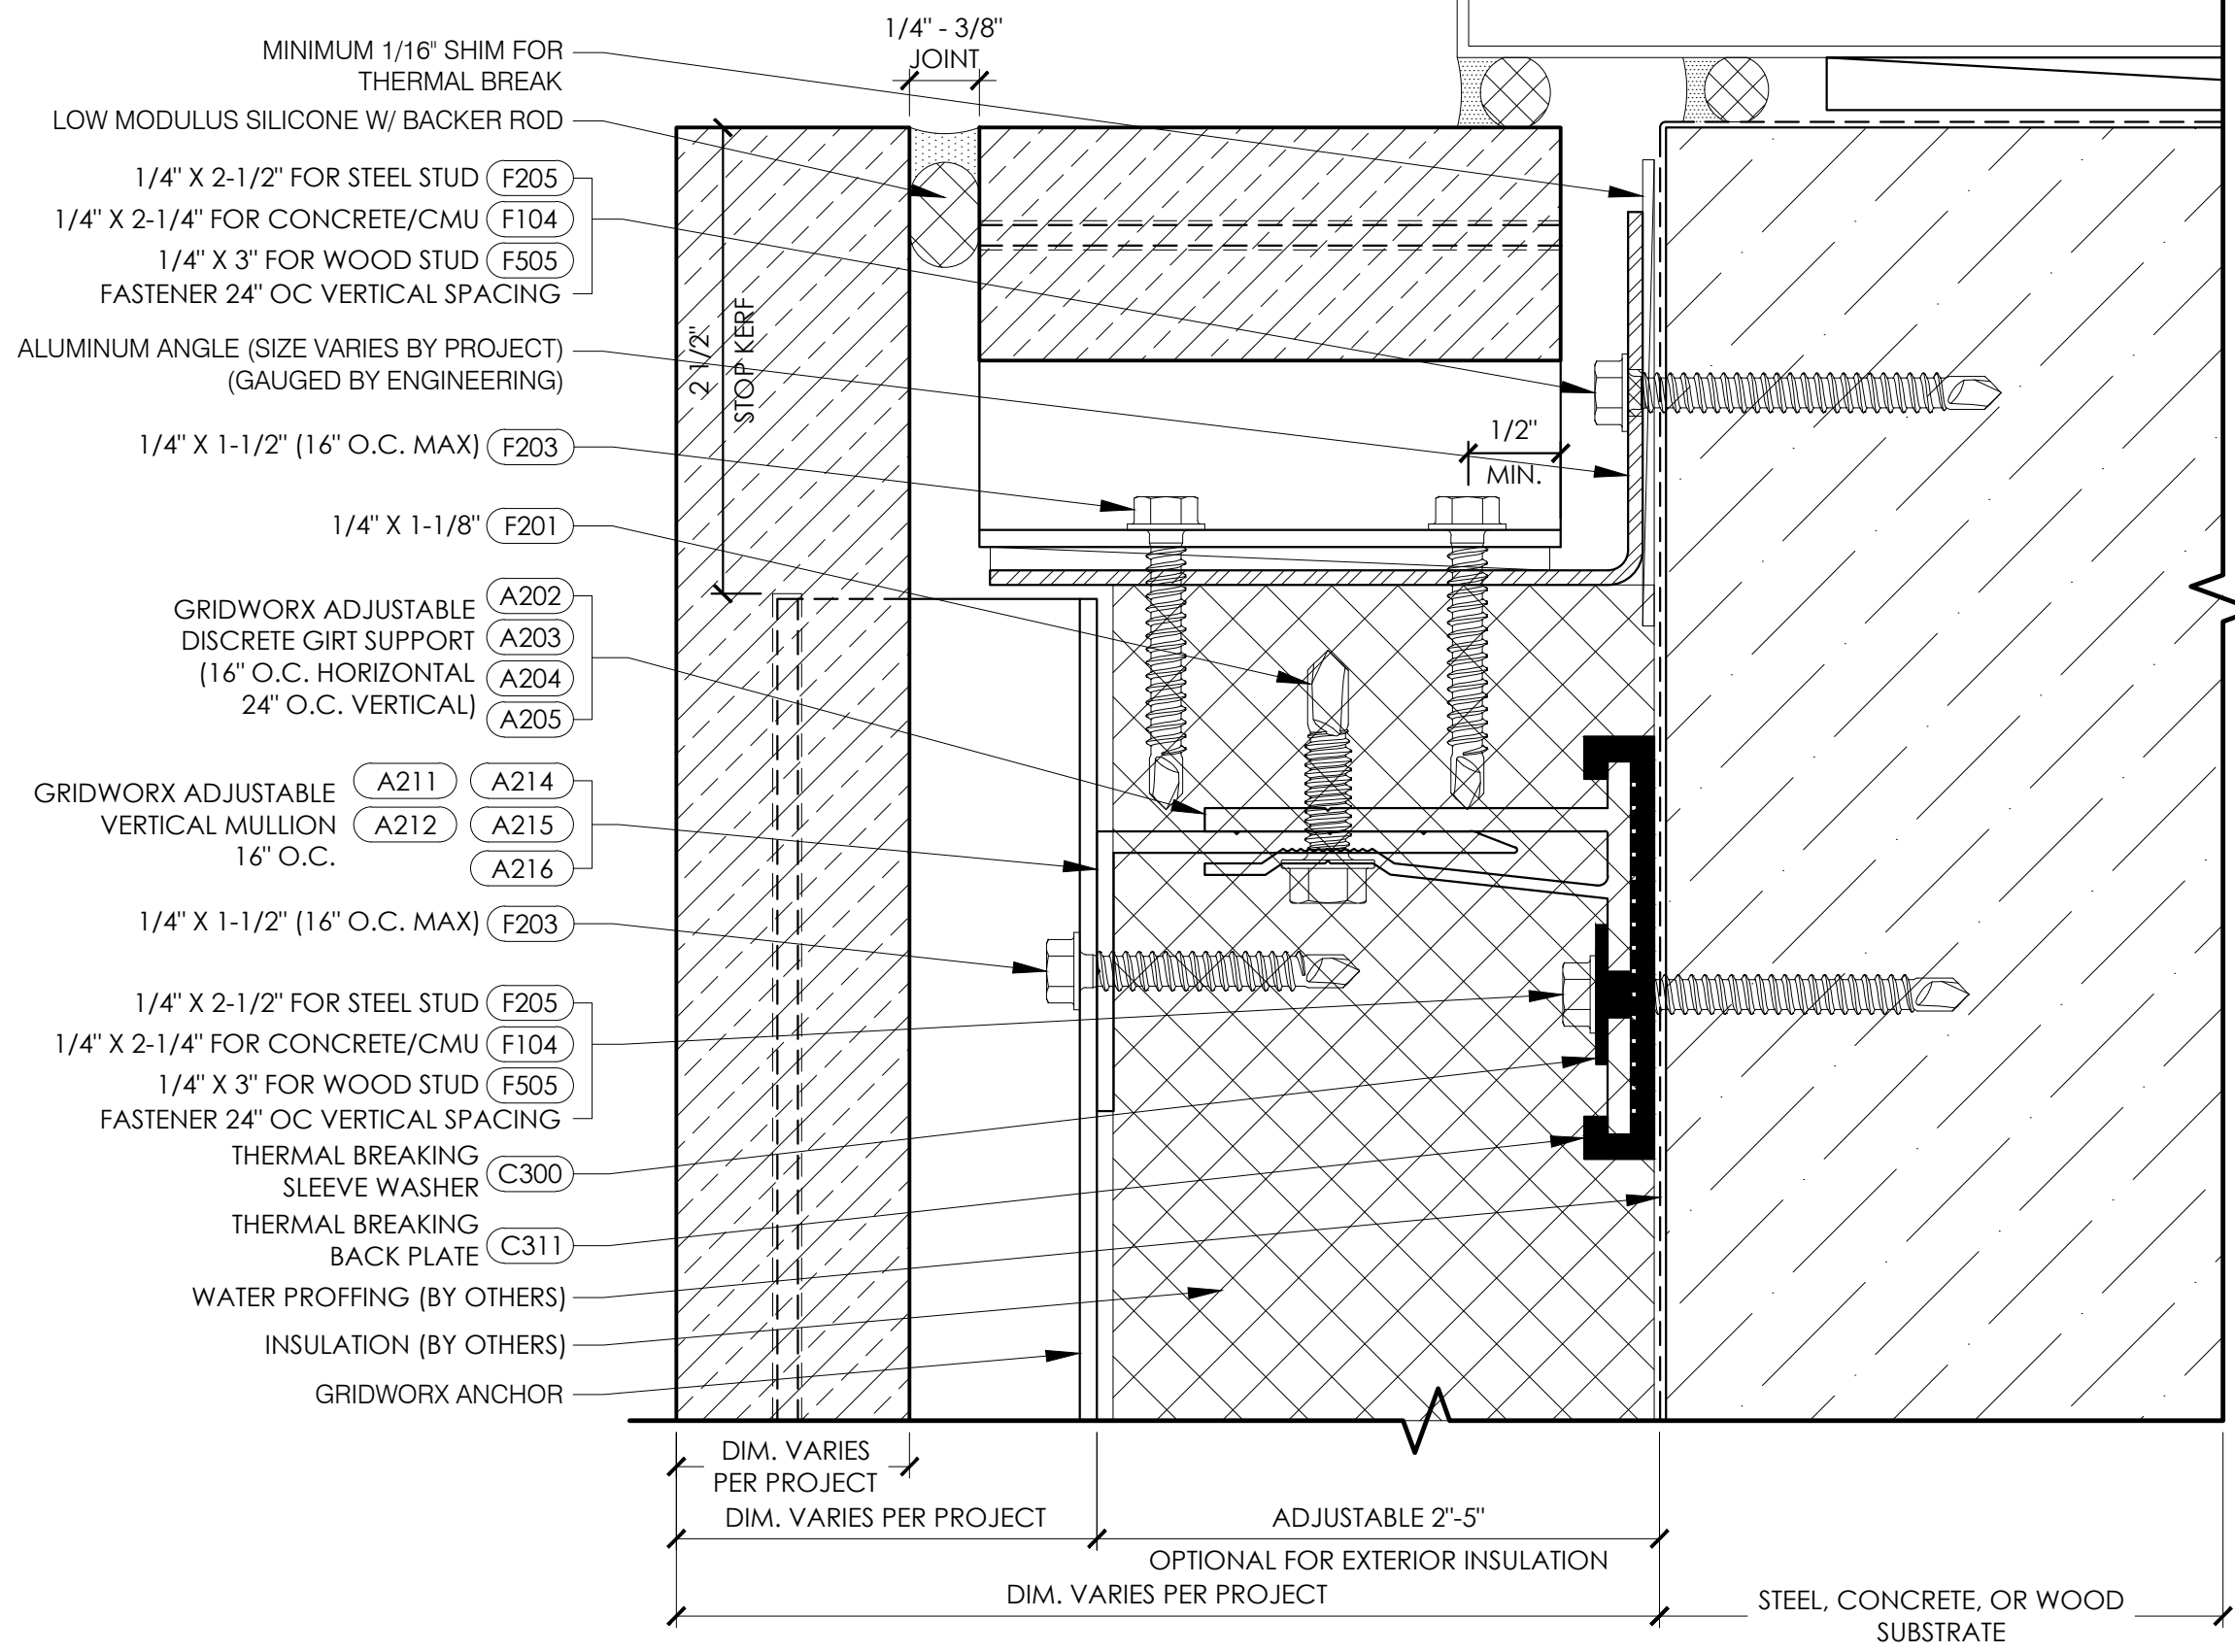 1/4" - 3/8"
JOINT
MINIMUM 1/16" SHIM FOR
THERMAL BREAK
LOW MODULUS SILICONE W/ BACKER ROD
1/4" X 2-1/2" FOR STEEL STUD F205
1/4" X 2-1/4" FOR CONCRETE/CMU F104
1/4" X 3" FOR WOOD STUD F505
FASTENER 24" OC VERTICAL SPACING
ALUMINUM ANGLE (SIZE VARIES BY PROJECT)
(GAUGED BY ENGINEERING)
2 1/2"
STOP KERF
1/2"
MIN.
1/4" X 1-1/2" (16" O.C. MAX) F203
1/4" X 1-1/8" F201
GRIDWORX ADJUSTABLE
DISCRETE GIRT SUPPORT
(16" O.C. HORIZONTAL
24" O.C. VERTICAL)
A202
A203
A204
A205
GRIDWORX ADJUSTABLE
VERTICAL MULLION
16" O.C.
A211 A214
A212 A215
A216
1/4" X 1-1/2" (16" O.C. MAX) F203
1/4" X 2-1/2" FOR STEEL STUD F205
1/4" X 2-1/4" FOR CONCRETE/CMU F104
1/4" X 3" FOR WOOD STUD F505
FASTENER 24" OC VERTICAL SPACING
THERMAL BREAKING
SLEEVE WASHER C300
THERMAL BREAKING
BACK PLATE C311
WATER PROFFING (BY OTHERS)
INSULATION (BY OTHERS)
GRIDWORX ANCHOR
DIM. VARIES
PER PROJECT
DIM. VARIES PER PROJECT
ADJUSTABLE 2"-5"
OPTIONAL FOR EXTERIOR INSULATION
DIM. VARIES PER PROJECT
STEEL, CONCRETE, OR WOOD
SUBSTRATE